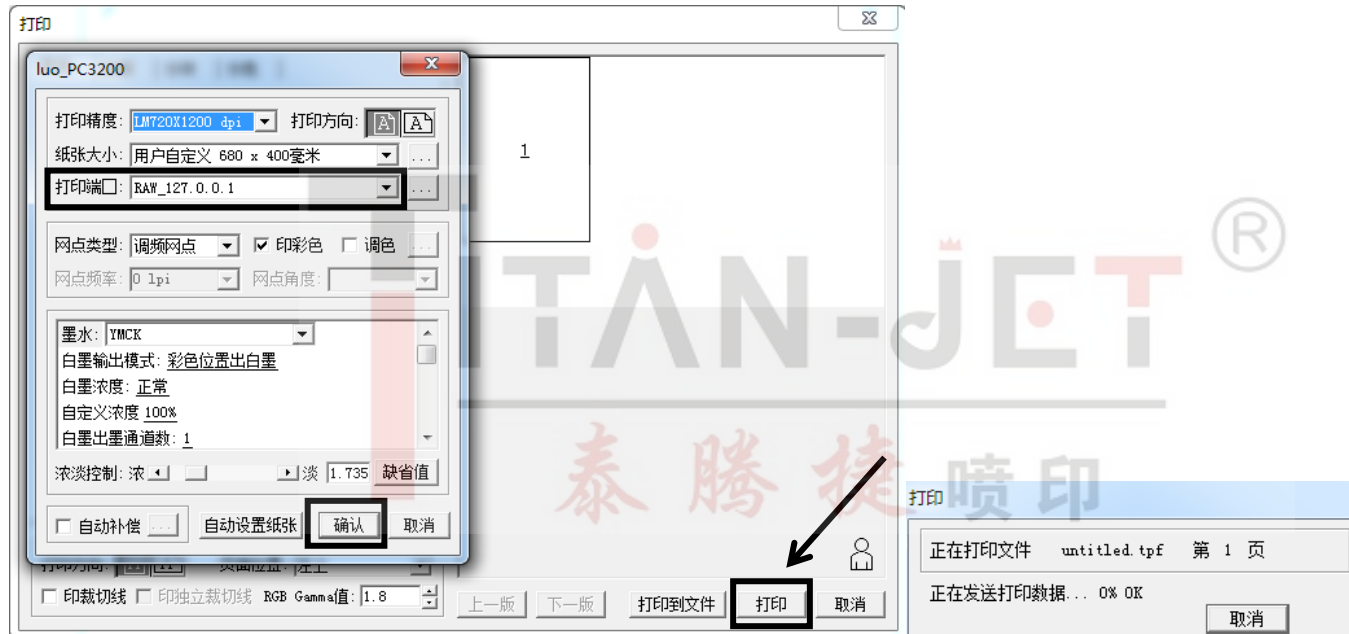 打印
luo_PC3200
打印精度: LM720X1200 dpi 打印方向: A A
纸张大小: 用户自定义 680 x 400毫米 ...
打印端口: RAW_127.0.0.1 ...
网点类型: 调频网点 印彩色 调色 ...
网点频率: 0 lpi 网点角度:
墨水: YMCK
白墨输出模式: 彩色位置出白墨
白墨浓度: 正常
自定义浓度 100%
白墨出墨通道数: 1
浓淡控制: 浓 淡 1.735 缺省值
自动补偿 ... 自动设置纸张 确认 取消
1
TITAN-JET ®
泰腾捷喷印
印裁切线 印独立裁切线 RGB Gamma值: 1.8
上一版 下一版 打印到文件 打印 取消
打印
正在打印文件 untitled.tpf 第 1 页
正在发送打印数据... 0% OK
取消